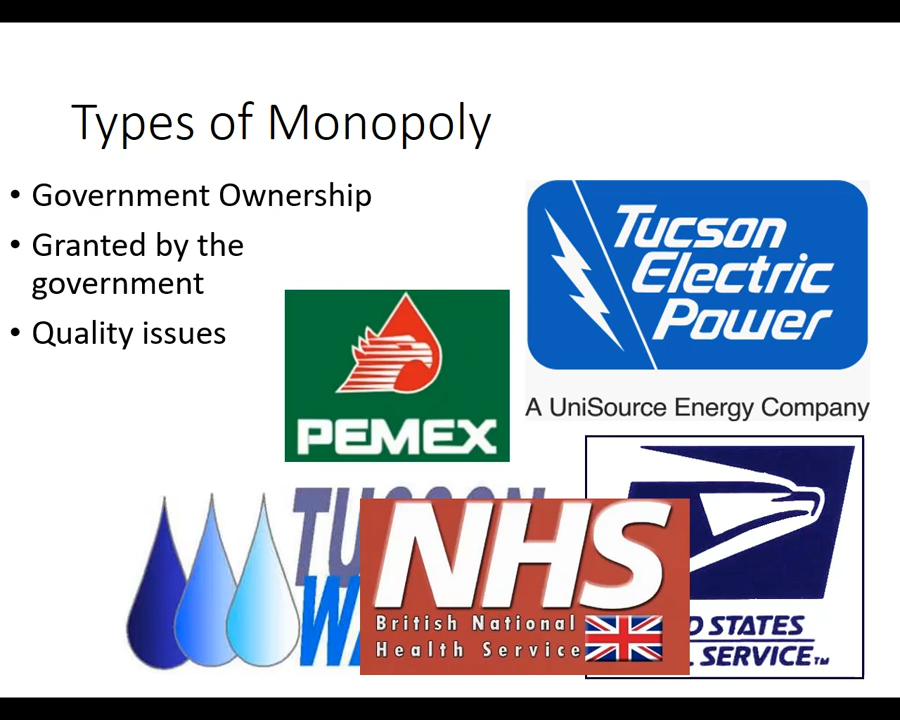 Types of Monopoly
• Government Ownership
• Granted by the
government
• Quality issues
Tucson
Electric
Power
A UniSource Energy Company
PEMEX
NHS
British National
Health Service
STATES
SERVICE™